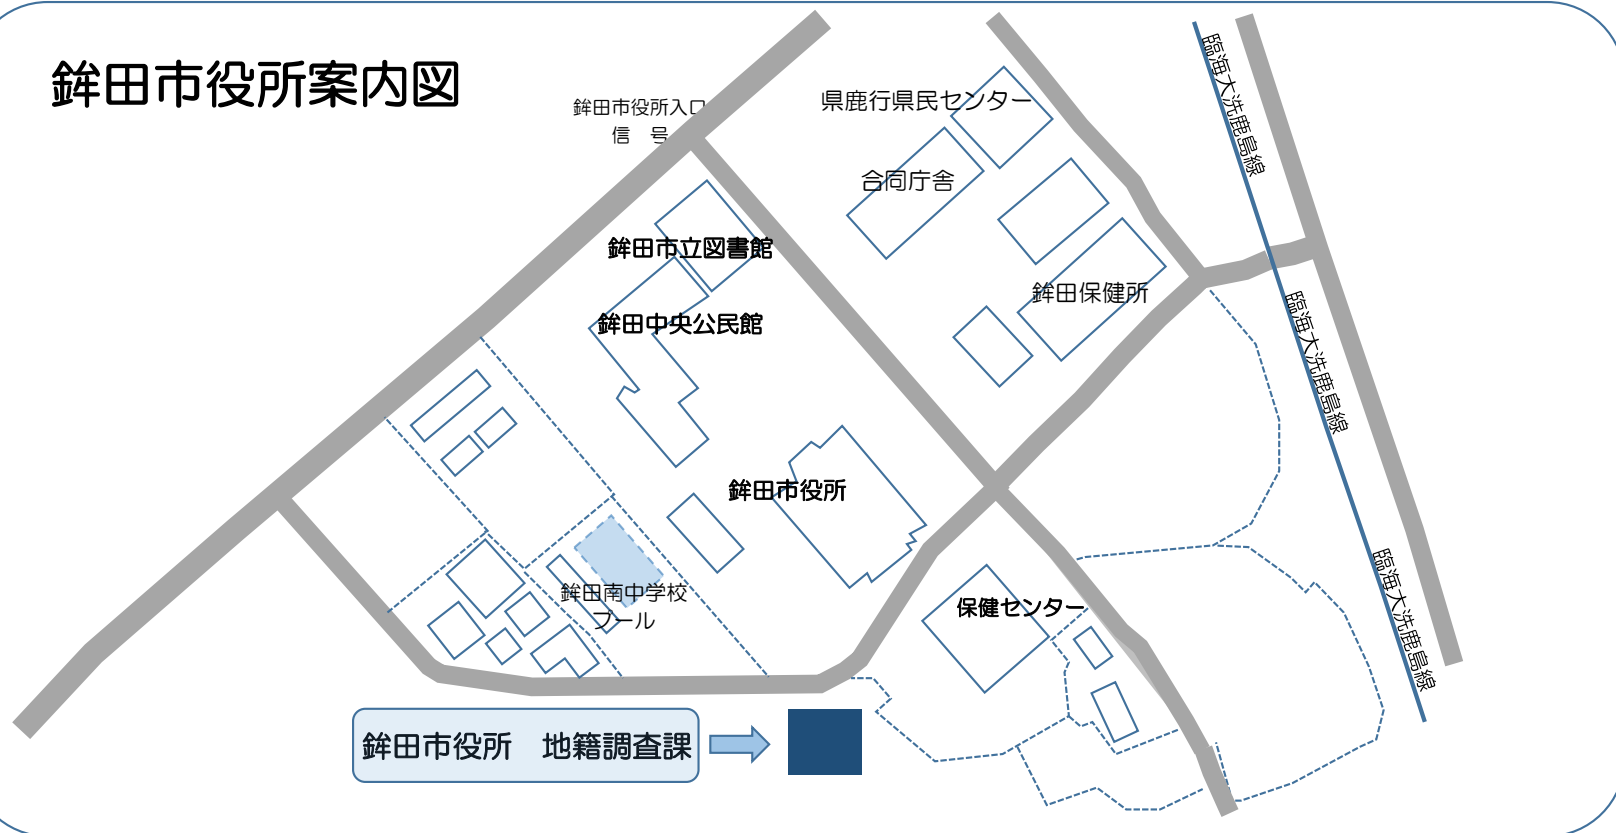 鉾田市役所案内図
鉾田市役所入口
信　号
県鹿行県民センター
合同庁舎
臨海大洗鹿島線
鉾田市立図書館
鉾田保健所
鉾田中央公民館
臨海大洗鹿島線
鉾田市役所
鉾田南中学校
プール
保健センター
臨海大洗鹿島線
鉾田市役所　地籍調査課